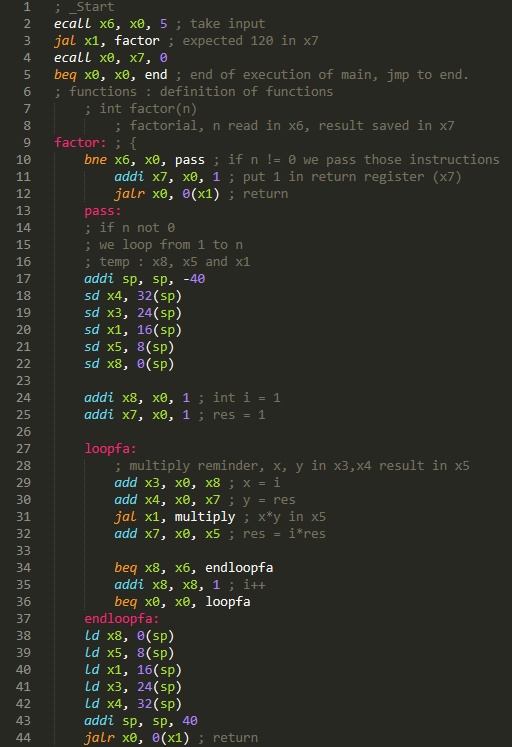 1 ; _Start
2 ecall x6, x0, 5 ; take input
3 jal x1, factor ; expected 120 in x7
4 ecall x0, x7, 0
5 beq x0, x0, end ; end of execution of main, jmp to end.
6 ; functions : definition of functions
7 ; int factor(n)
8 ; factorial, n read in x6, result saved in x7
9 factor: ; {
10 bne x6, x0, pass ; if n != 0 we pass those instructions
11 addi x7, x0, 1 ; put 1 in return register (x7)
12 jalr x0, 0(x1) ; return
13 pass:
14 ; if n not 0
15 ; we loop from 1 to n
16 ; temp : x8, x5 and x1
17 addi sp, sp, -40
18 sd x4, 32(sp)
19 sd x3, 24(sp)
20 sd x1, 16(sp)
21 sd x5, 8(sp)
22 sd x8, 0(sp)
23
24 addi x8, x0, 1 ; int i = 1
25 addi x7, x0, 1 ; res = 1
26
27 loopfa:
28 ; multiply reminder, x, y in x3,x4 result in x5
29 add x3, x0, x8 ; x = i
30 add x4, x0, x7 ; y = res
31 jal x1, multiply ; x*y in x5
32 add x7, x0, x5 ; res = i*res
33
34 beq x8, x6, endloopfa
35 addi x8, x8, 1 ; i++
36 beq x0, x0, loopfa
37 endloopfa:
38 ld x8, 0(sp)
39 ld x5, 8(sp)
40 ld x1, 16(sp)
41 ld x3, 24(sp)
42 ld x4, 32(sp)
43 addi sp, sp, 40
44 jalr x0, 0(x1) ; return